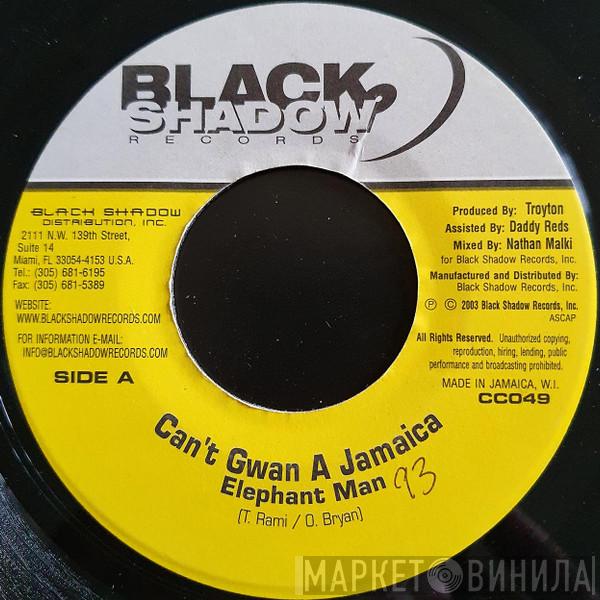 BLACK
SHADOW
RECORDS
BLACK SHADOW
DISTRIBUTION, INC.
2111 N.W. 139th Street,
Suite 14
Miami, FL 33054-4153 U.S.A.
Tel.: (305) 681-6195
Fax: (305) 681-5389
WEBSITE:
WWW.BLACKSHADOWRECORDS.COM
FOR INFORMATION E-MAIL:
INFO@BLACKSHADOWRECORDS.COM
SIDE A
Produced By: Troyton
Assisted By: Daddy Reds
Mixed By: Nathan Malki
for Black Shadow Records, Inc.
Manufactured and Distributed By:
Black Shadow Records, Inc.
℗ © 2003 Black Shadow Records, Inc.
ASCAP
All Rights Reserved. Unauthorized copying,
reproduction, hiring, lending, public
performance and broadcasting prohibited.
MADE IN JAMAICA, W.I.
CC049
Can't Gwan A Jamaica
Elephant Man 93
(T. Rami / O. Bryan)
МАРКЕТ ВИНИЛА